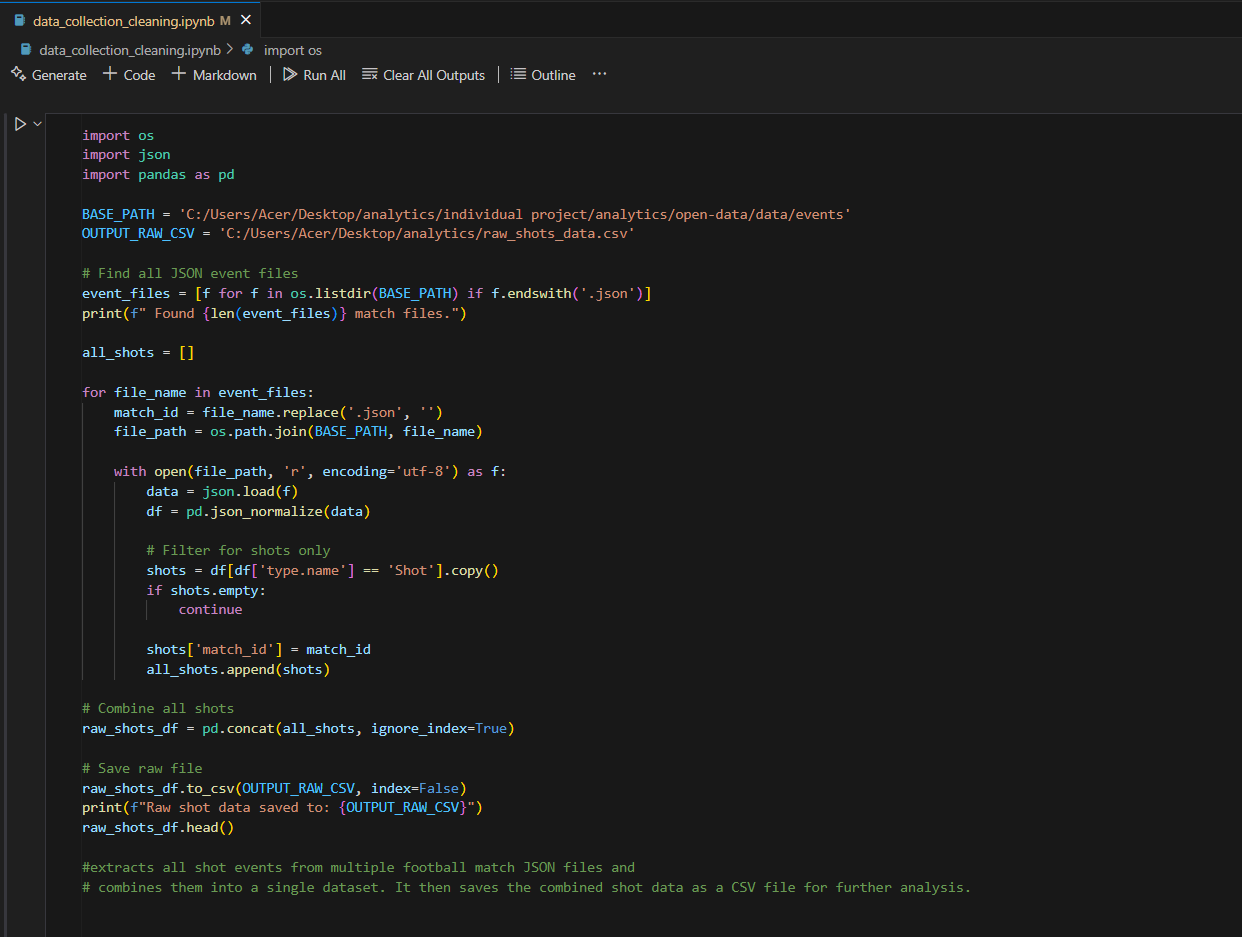 data_collection_cleaning.ipynb M ×
data_collection_cleaning.ipynb > import os
Generate + Code + Markdown | Run All Clear All Outputs | Outline ...
import os
import json
import pandas as pd
BASE_PATH = 'C:/Users/Acer/Desktop/analytics/individual project/analytics/open-data/data/events'
OUTPUT_RAW_CSV = 'C:/Users/Acer/Desktop/analytics/raw_shots_data.csv'
# Find all JSON event files
event_files = [f for f in os.listdir(BASE_PATH) if f.endswith('.json')]
print(f" Found {len(event_files)} match files.")
all_shots = []
for file_name in event_files:
    match_id = file_name.replace('.json', '')
    file_path = os.path.join(BASE_PATH, file_name)
    with open(file_path, 'r', encoding='utf-8') as f:
        data = json.load(f)
        df = pd.json_normalize(data)
        # Filter for shots only
        shots = df[df['type.name'] == 'Shot'].copy()
        if shots.empty:
            continue
        shots['match_id'] = match_id
        all_shots.append(shots)
# Combine all shots
raw_shots_df = pd.concat(all_shots, ignore_index=True)
# Save raw file
raw_shots_df.to_csv(OUTPUT_RAW_CSV, index=False)
print(f"Raw shot data saved to: {OUTPUT_RAW_CSV}")
raw_shots_df.head()
#extracts all shot events from multiple football match JSON files and
# combines them into a single dataset. It then saves the combined shot data as a CSV file for further analysis.